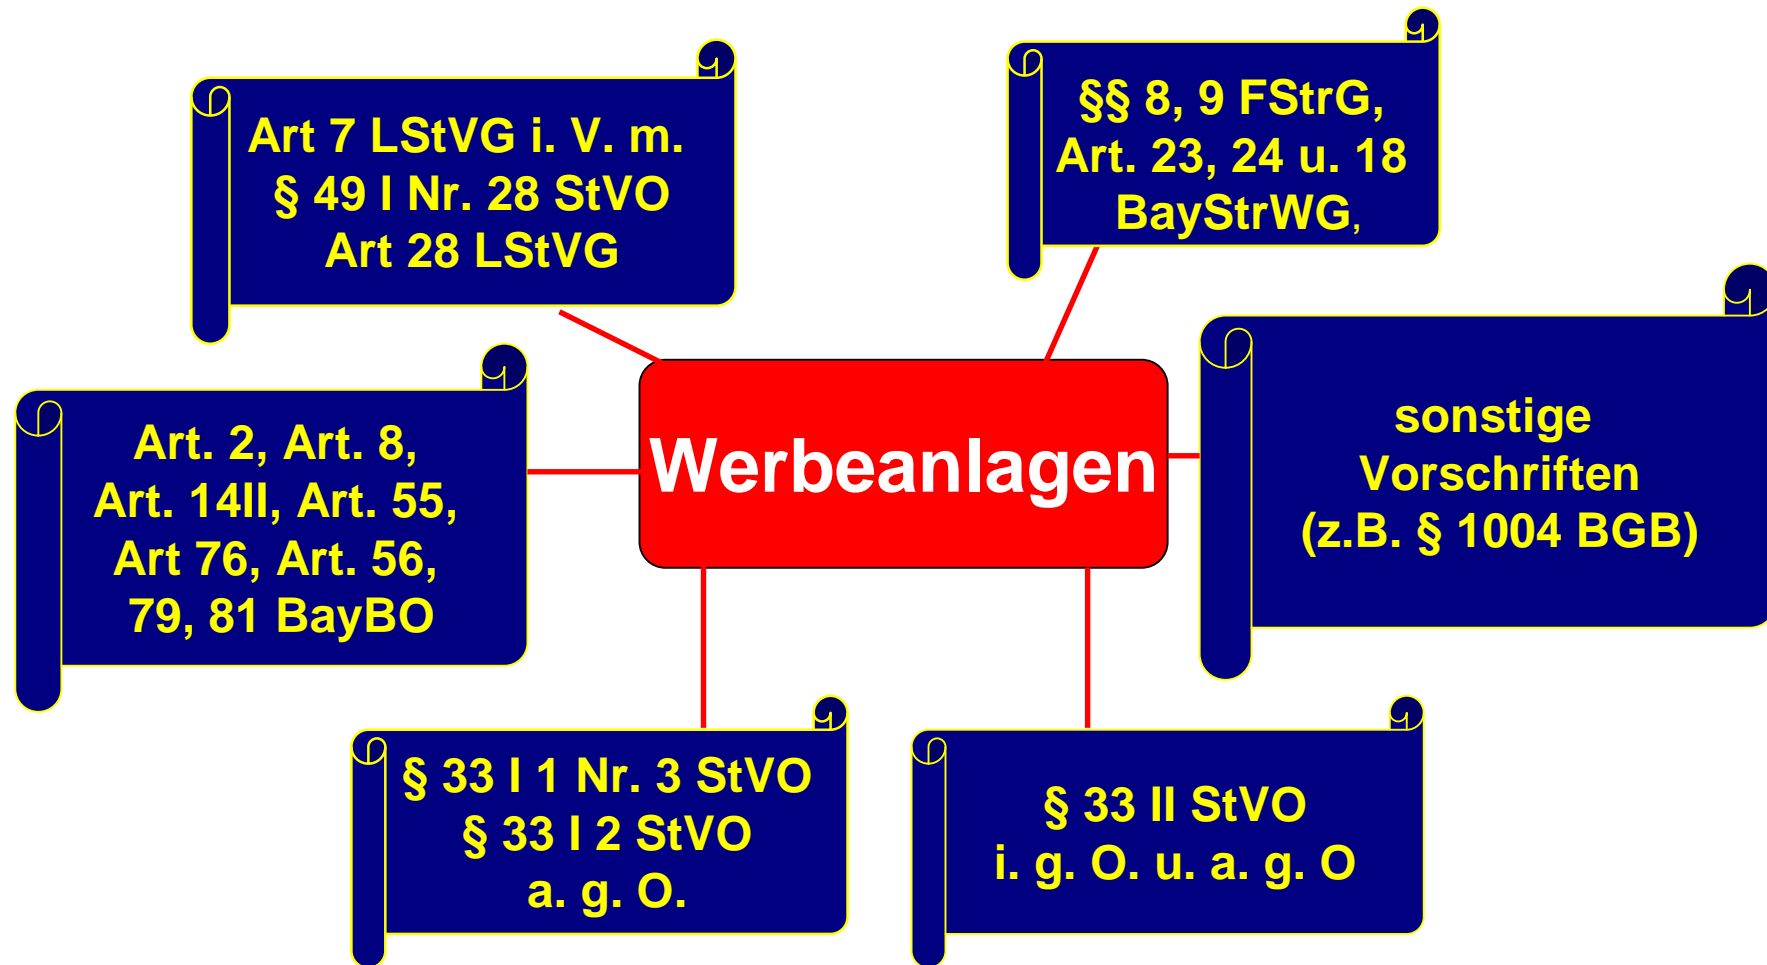 Art 7 LStVG i. V. m.
§ 49 I Nr. 28 StVO
Art 28 LStVG
§§ 8, 9 FStrG,
Art. 23, 24 u. 18
BayStrWG,
Art. 2, Art. 8,
Art. 14II, Art. 55,
Art 76, Art. 56,
79, 81 BayBO
Werbeanlagen
sonstige
Vorschriften
(z.B. § 1004 BGB)
§ 33 I 1 Nr. 3 StVO
§ 33 I 2 StVO
a. g. O.
§ 33 II StVO
i. g. O. u. a. g. O